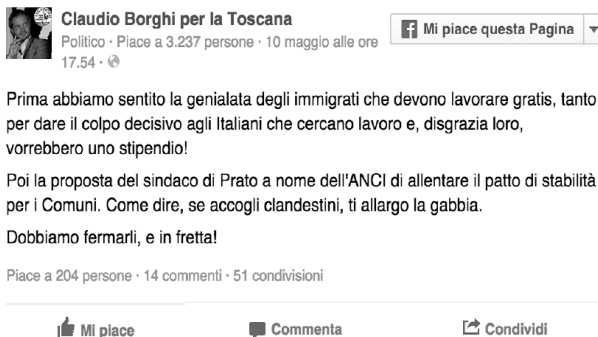 Claudio Borghi per la Toscana
Politico · Piace a 3.237 persone · 10 maggio alle ore
17.54 ·
Mi piace questa Pagina
Prima abbiamo sentito la genialata degli immigrati che devono lavorare gratis, tanto
per dare il colpo decisivo agli Italiani che cercano lavoro e, disgrazia loro,
vorrebbero uno stipendio!
Poi la proposta del sindaco di Prato a nome dell'ANCI di allentare il patto di stabilità
per i Comuni. Come dire, se accogli clandestini, ti allargo la gabbia.
Dobbiamo fermarli, e in fretta!
Piace a 204 persone · 14 commenti · 51 condivisioni
Mi piace Commenta Condividi